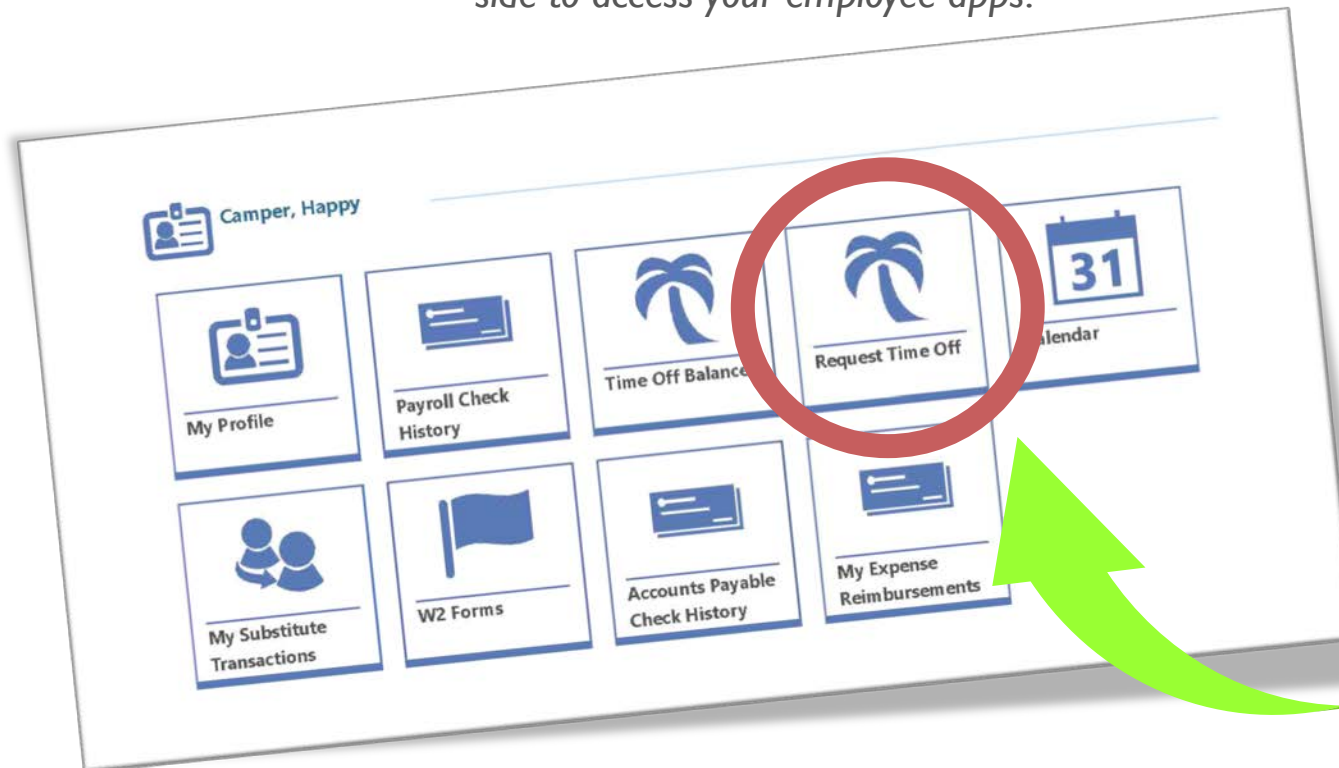 side to access your employee apps.
Camper, Happy
My Profile
Payroll Check
History
Time Off Balance
Request Time Off
alendar
31
My Substitute
Transactions
W2 Forms
Accounts Payable
Check History
My Expense
Reimbursements